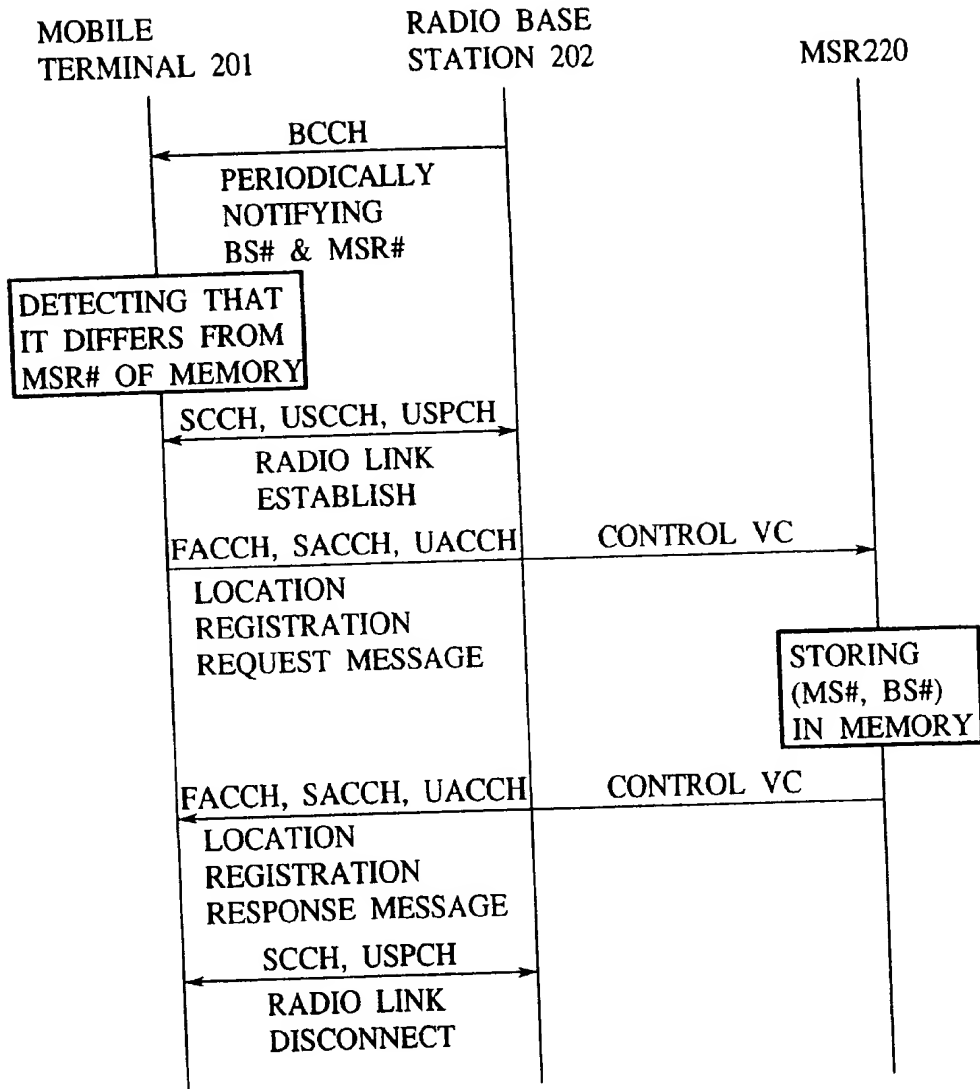 MOBILE
TERMINAL 201
RADIO BASE
STATION 202
MSR220
BCCH
PERIODICALLY
NOTIFYING
BS# & MSR#
DETECTING THAT
IT DIFFERS FROM
MSR# OF MEMORY
SCCH, USCCH, USPCH
RADIO LINK
ESTABLISH
FACCH, SACCH, UACCH
CONTROL VC
LOCATION
REGISTRATION
REQUEST MESSAGE
STORING
(MS#, BS#)
IN MEMORY
FACCH, SACCH, UACCH
CONTROL VC
LOCATION
REGISTRATION
RESPONSE MESSAGE
SCCH, USPCH
RADIO LINK
DISCONNECT